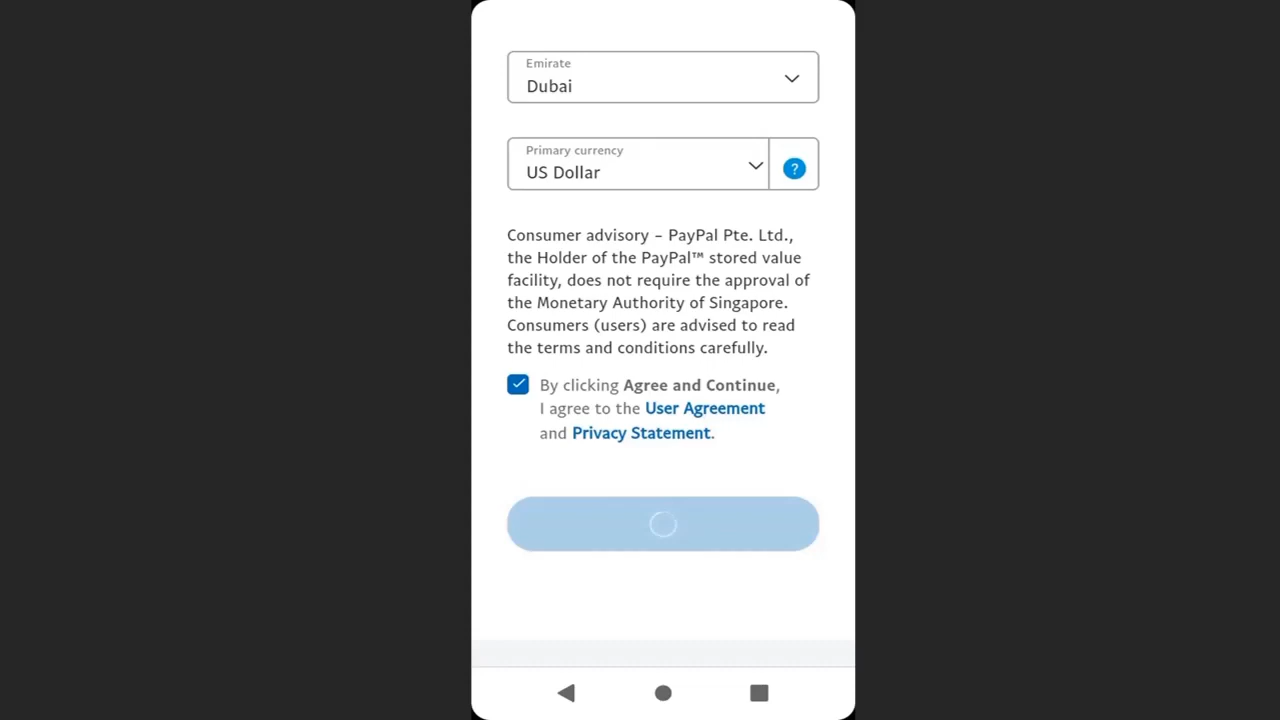 Emirate
Dubai
Primary currency
US Dollar
?
Consumer advisory – PayPal Pte. Ltd.,
the Holder of the PayPal™ stored value
facility, does not require the approval of
the Monetary Authority of Singapore.
Consumers (users) are advised to read
the terms and conditions carefully.
By clicking Agree and Continue,
I agree to the User Agreement
and Privacy Statement.